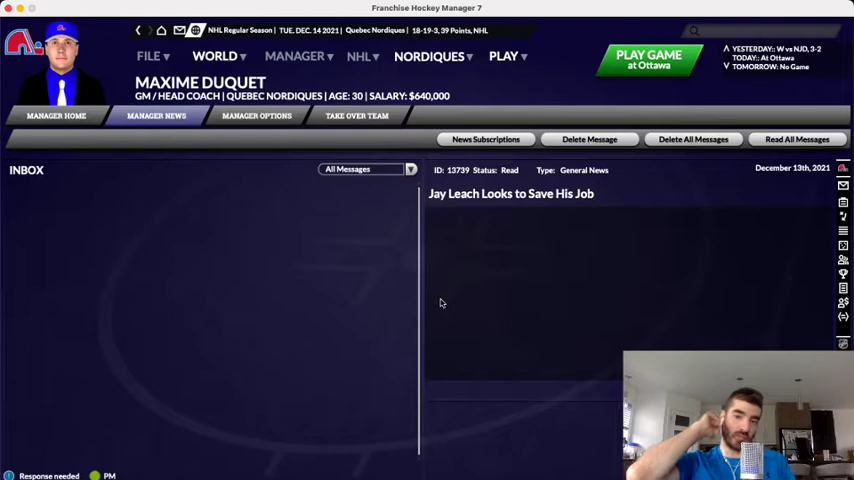 Franchise Hockey Manager 7
NHL Regular Season | TUE. DEC. 14 2021 | Quebec Nordiques | 18-19-3, 39 Points, NHL
FILE WORLD MANAGER NHL NORDIQUES PLAY
PLAY GAME
at Ottawa
YESTERDAY:: W vs NJD, 3-2
TODAY:: At Ottawa
TOMORROW: No Game
MAXIME DUQUET
GM / HEAD COACH | QUEBEC NORDIQUES | AGE: 30 | SALARY: $640,000
MANAGER HOME MANAGER NEWS MANAGER OPTIONS TAKE OVER TEAM
News Subscriptions Delete Message Delete All Messages Read All Messages
INBOX All Messages
ID: 13739 Status: Read Type: General News December 13th, 2021
Jay Leach Looks to Save His Job
Response needed PM